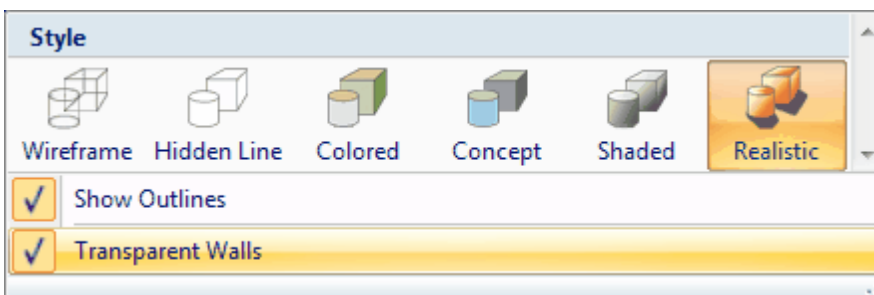 Style
Wireframe Hidden Line Colored Concept Shaded Realistic
Show Outlines
Transparent Walls